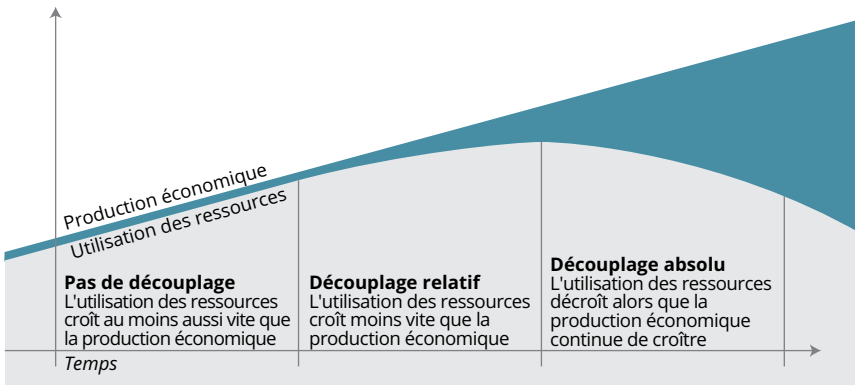 Production économique
Utilisation des ressources
Pas de découplage
L'utilisation des ressources
croît au moins aussi vite que
la production économique
Découplage relatif
L'utilisation des ressources
croît moins vite que la
production économique
Découplage absolu
L'utilisation des ressources
décroît alors que la
production économique
continue de croître
Temps